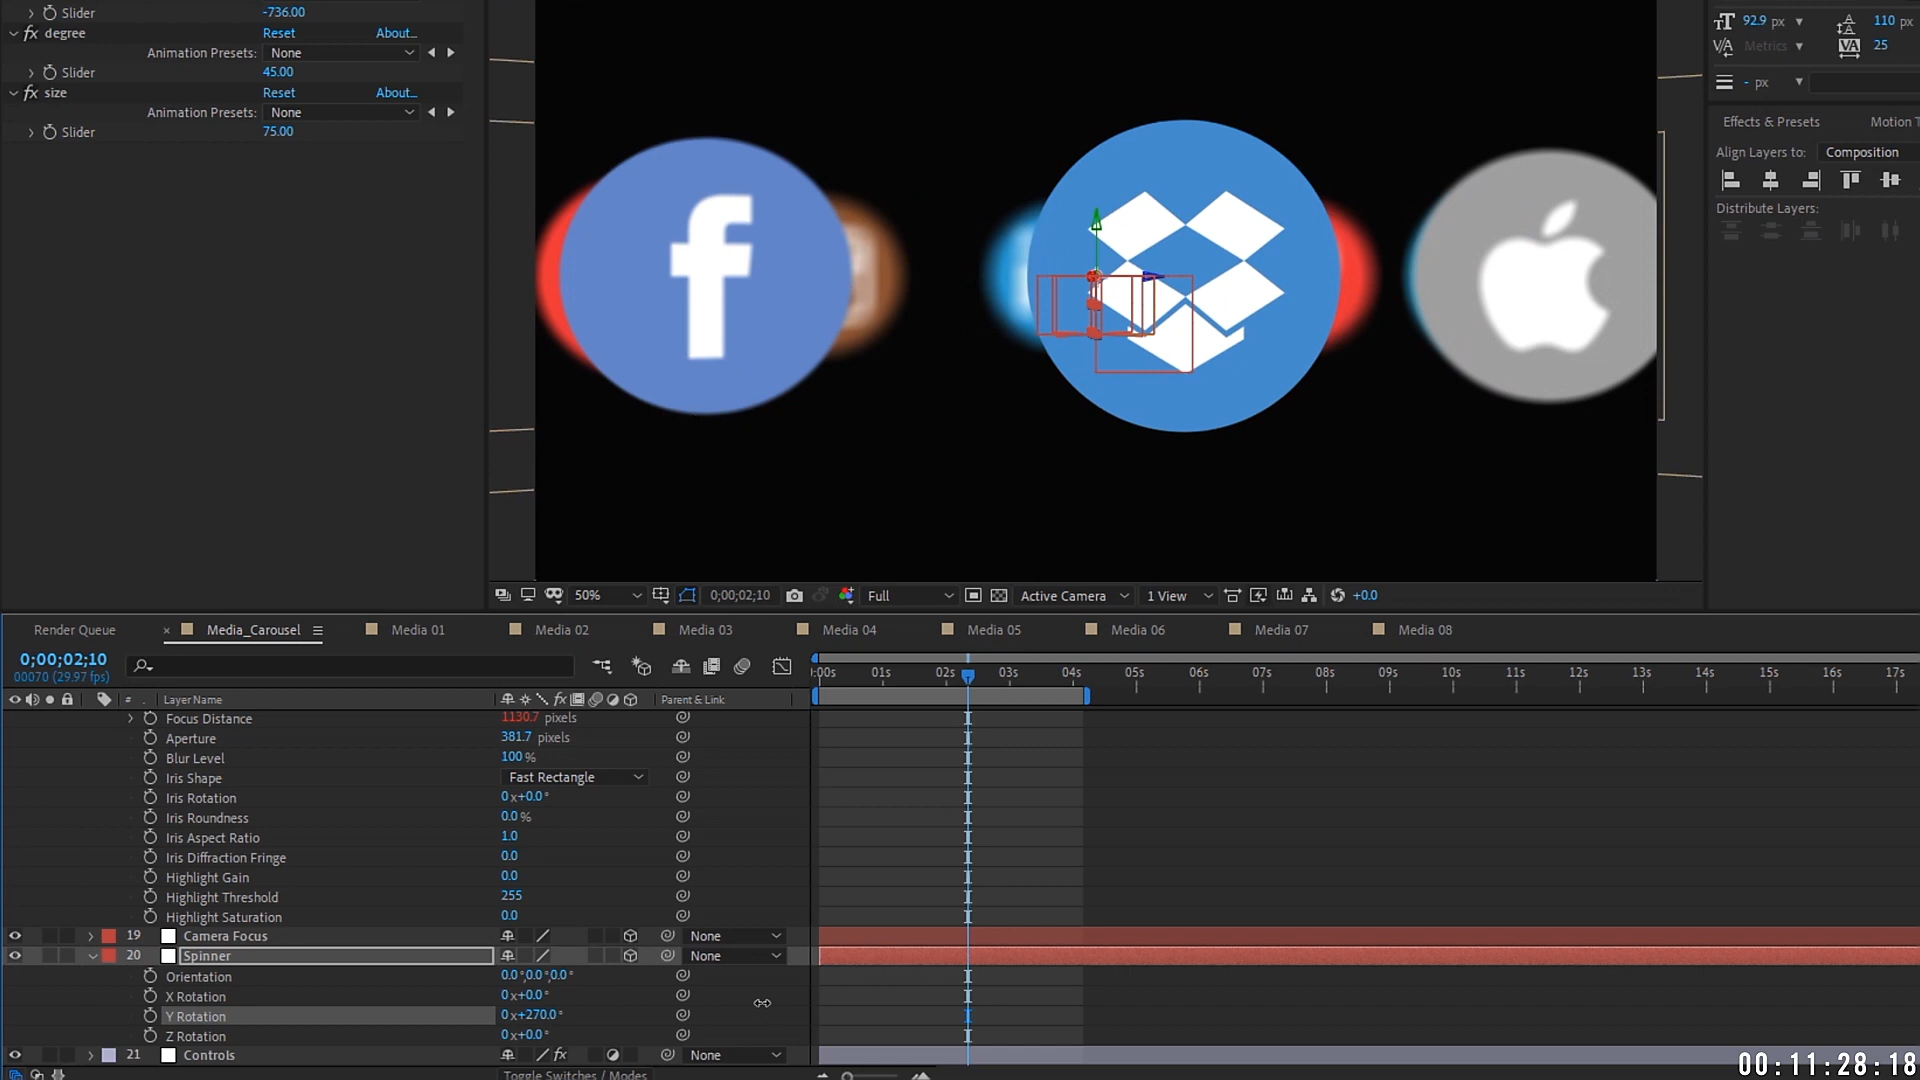 Slider -736.00
fx degree Reset About...
Animation Presets: None
Slider 45.00
fx size Reset About...
Animation Presets: None
Slider 75.00
92.9 px 110 px
Metrics 25
- px
Effects & Presets Motion T
Align Layers to: Composition
Distribute Layers:
50% 0;00;02;10 Full Active Camera 1 View +0.0
Render Queue × Media_Carousel Media 01 Media 02 Media 03 Media 04 Media 05 Media 06 Media 07 Media 08
0;00;02;10
00070 (29.97 fps)
:00s 01s 02s 03s 04s 05s 06s 07s 08s 09s 10s 11s 12s 13s 14s 15s 16s 17s
# Layer Name fx Parent & Link
Focus Distance 1130.7 pixels
Aperture 381.7 pixels
Blur Level 100 %
Iris Shape Fast Rectangle
Iris Rotation 0 x+0.0°
Iris Roundness 0.0 %
Iris Aspect Ratio 1.0
Iris Diffraction Fringe 0.0
Highlight Gain 0.0
Highlight Threshold 255
Highlight Saturation 0.0
19 Camera Focus None
20 Spinner None
Orientation 0.0°,0.0°,0.0°
X Rotation 0 x+0.0°
Y Rotation 0 x+270.0°
Z Rotation 0 x+0.0°
21 Controls fx None
Toggle Switches / Modes
00:11:28:18